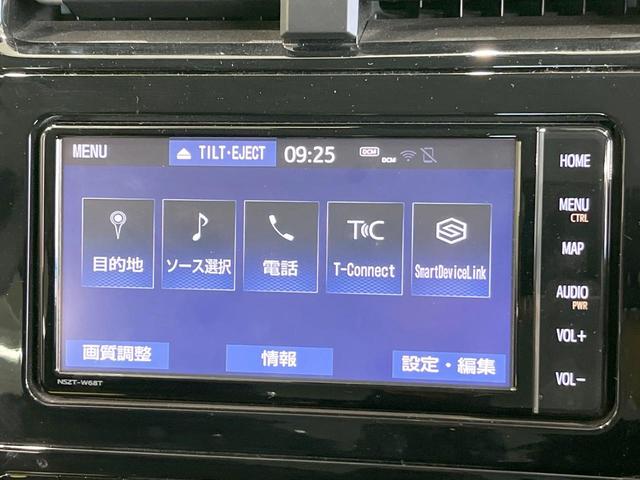 MENU
TILT･EJECT
09:25
DCM
DCM
目的地
ソース選択
電話
T-Connect
SmartDeviceLink
画質調整
情報
設定・編集
NSZT-W68T
HOME
MENU
CTRL
MAP
AUDIO
PWR
VOL+
VOL−